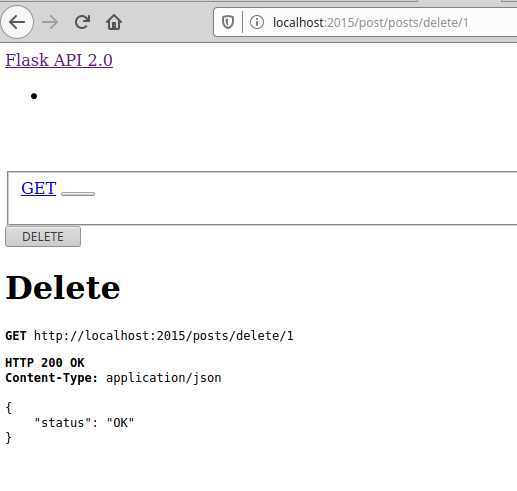 localhost:2015/post/posts/delete/1
Flask API 2.0
GET
DELETE
Delete
GET http://localhost:2015/posts/delete/1
HTTP 200 OK
Content-Type: application/json
{
    "status": "OK"
}